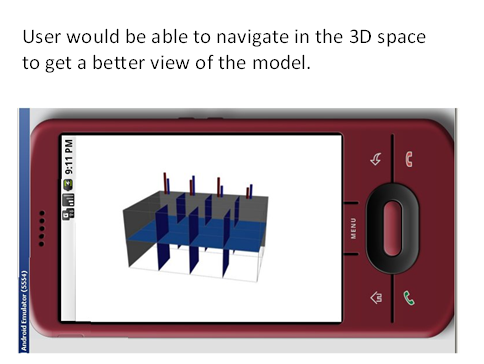 User would be able to navigate in the 3D space
to get a better view of the model.
9:11 PM
MENU
Android Emulator (5554)